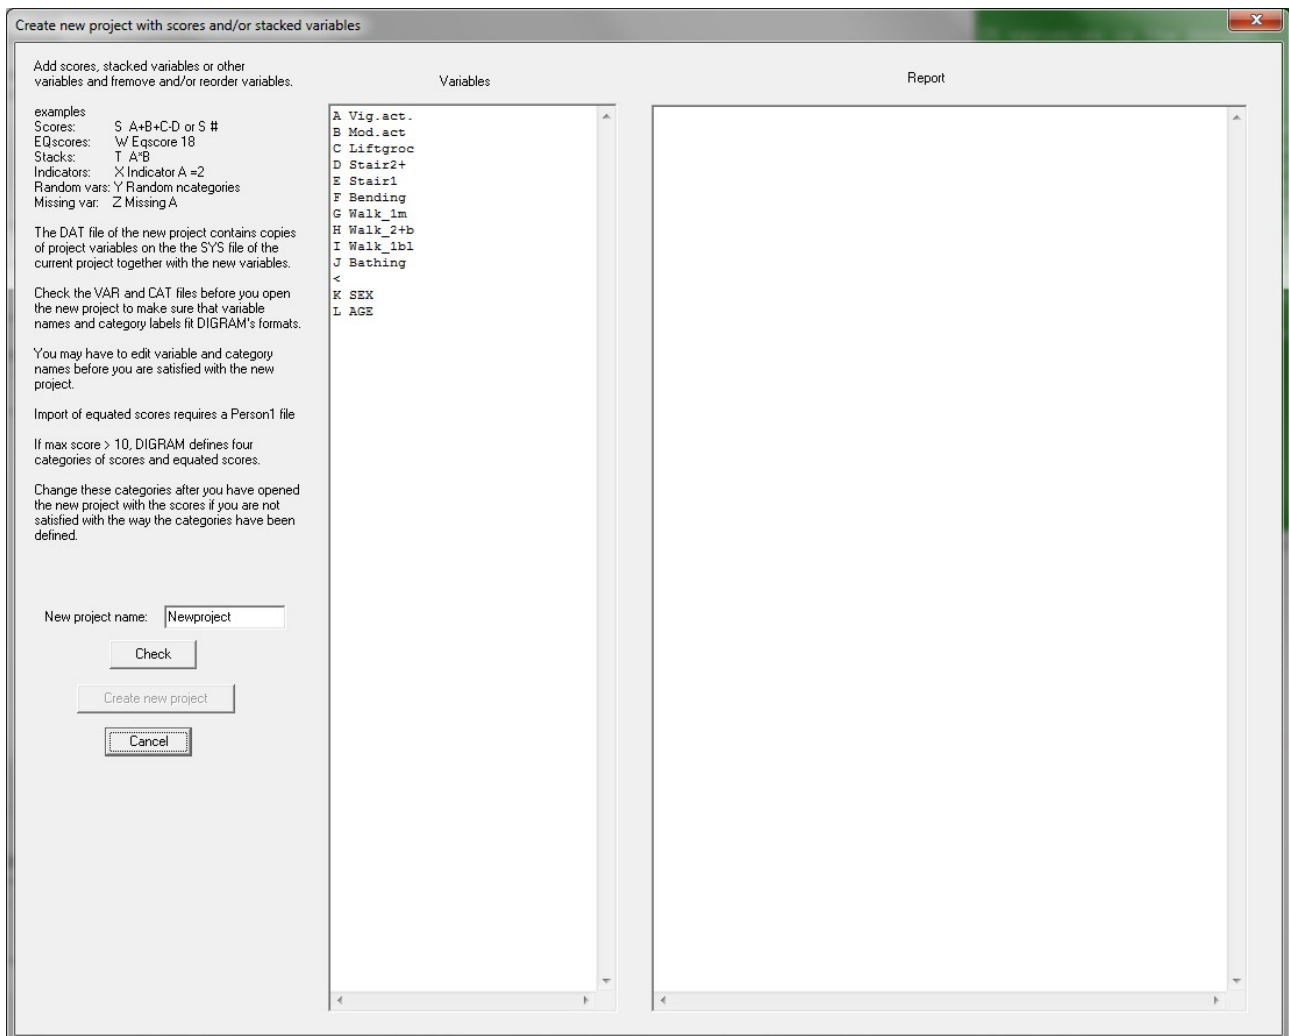 Create new project with scores and/or stacked variables
Add scores, stacked variables or other
variables and fremove and/or reorder variables.
examples
Scores: S A+B+C-D or S #
EQscores: W Eqscore 18
Stacks: T A*B
Indicators: X Indicator A =2
Random vars: Y Random ncategories
Missing var: Z Missing A
The DAT file of the new project contains copies
of project variables on the the SYS file of the
current project together with the new variables.
Check the VAR and CAT files before you open
the new project to make sure that variable
names and category labels fit DIGRAM's formats.
You may have to edit variable and category
names before you are satisfied with the new
project.
Import of equated scores requires a Person1 file
If max score > 10, DIGRAM defines four
categories of scores and equated scores.
Change these categories after you have opened
the new project with the scores if you are not
satisfied with the way the categories have been
defined.
New project name: Newproject
Check
Create new project
Cancel
Variables
A Vig.act.
B Mod.act
C Liftgroc
D Stair2+
E Stair1
F Bending
G Walk_1m
H Walk_2+b
I Walk_1bl
J Bathing
<
K SEX
L AGE
Report